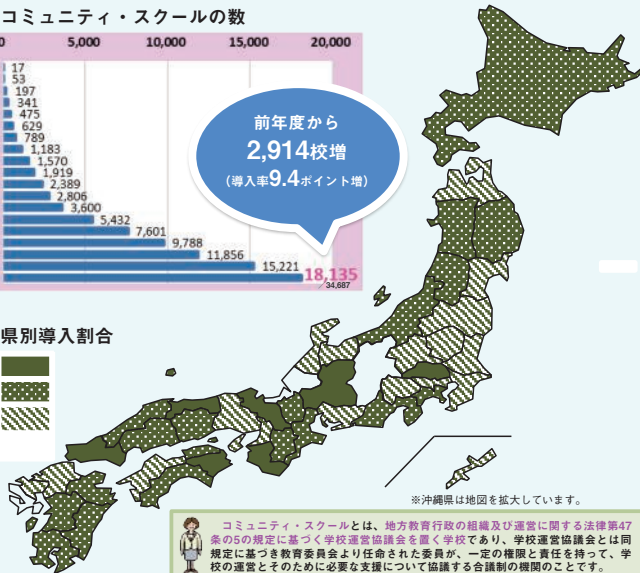 コミュニティ・スクールの数
0 5,000 10,000 15,000 20,000
17
53
197
341
475
629
789
1,183
1,570
1,919
2,389
2,806
3,600
5,432
7,601
9,788
11,856
15,221
18,135
34,687
前年度から
2,914校増
(導入率9.4ポイント増)
県別導入割合
※沖縄県は地図を拡大しています。
コミュニティ・スクールとは、地方教育行政の組織及び運営に関する法律第47
条の5の規定に基づく学校運営協議会を置く学校であり、学校運営協議会とは同
規定に基づき教育委員会より任命された委員が、一定の権限と責任を持って、学
校の運営とそのために必要な支援について協議する合議制の機関のことです。